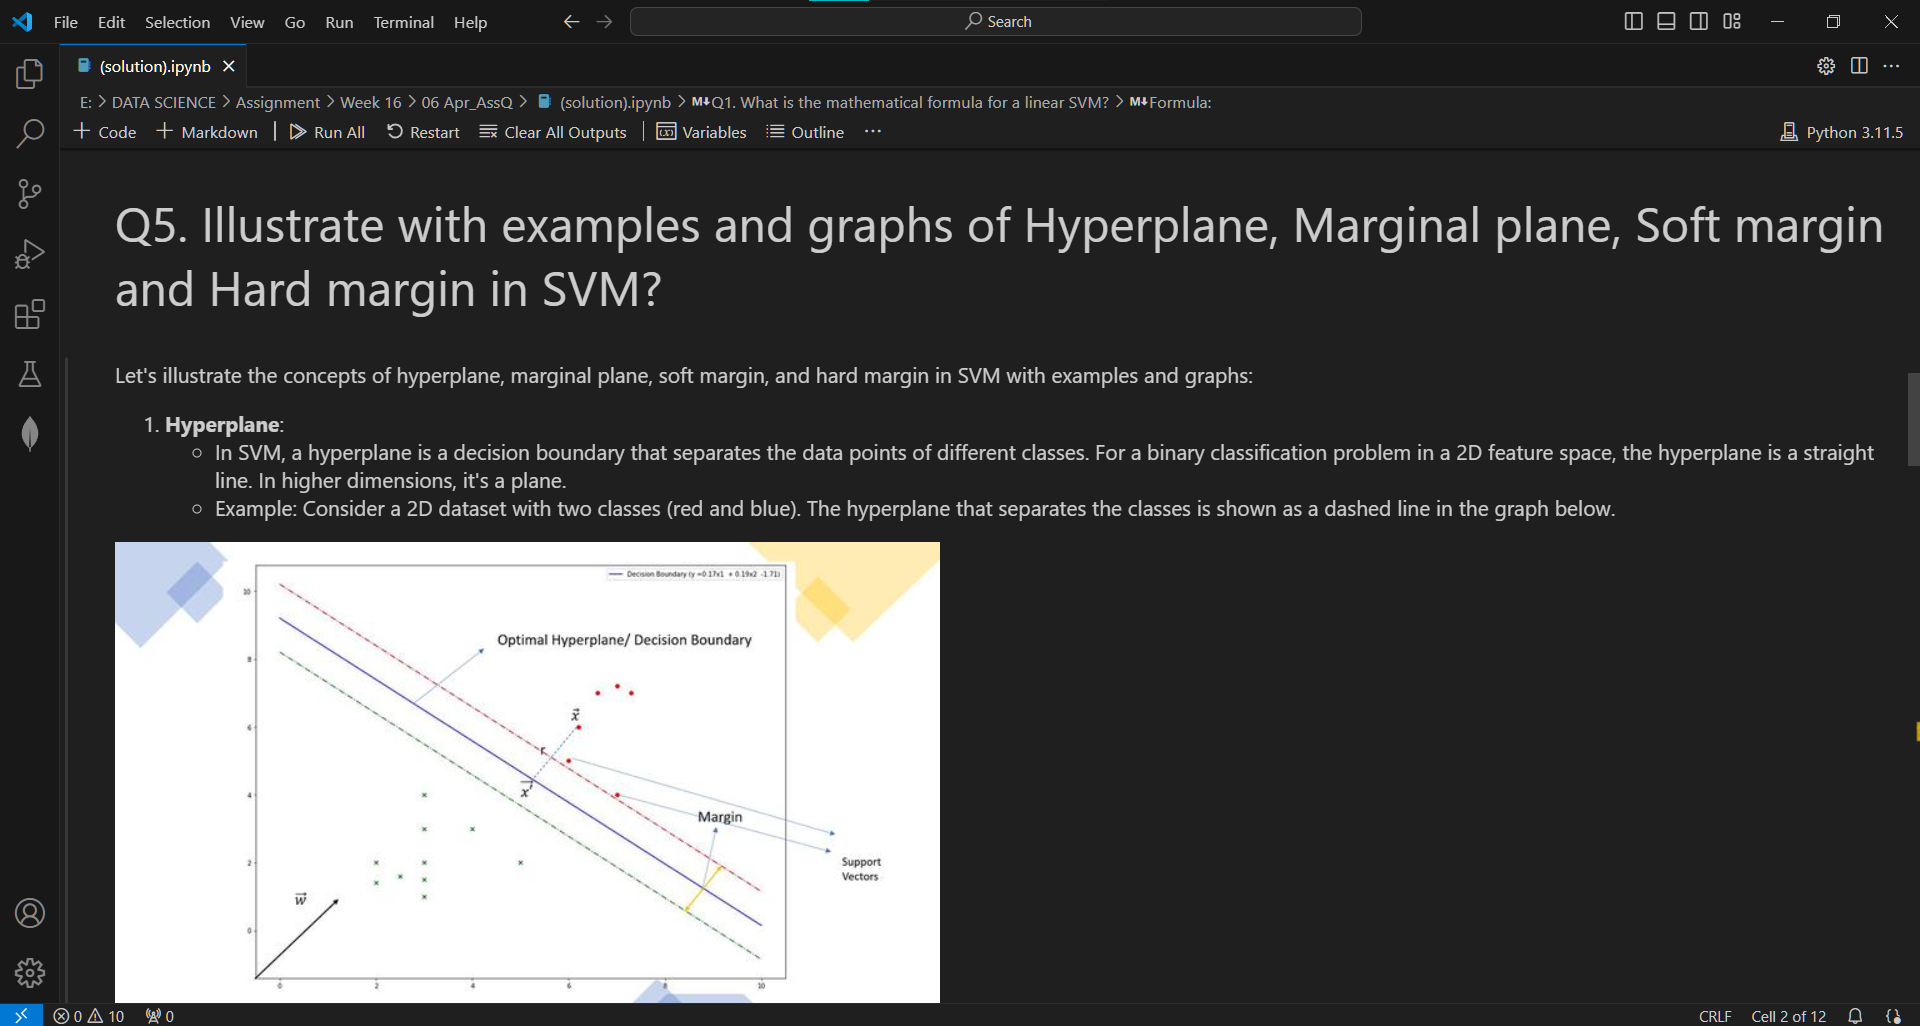 File Edit Selection View Go Run Terminal Help
Search
(solution).ipynb
E: > DATA SCIENCE > Assignment > Week 16 > 06 Apr_AssQ > (solution).ipynb > M↓Q1. What is the mathematical formula for a linear SVM? > M↓Formula:
+ Code + Markdown | Run All Restart Clear All Outputs | Variables Outline ···
Python 3.11.5
Q5. Illustrate with examples and graphs of Hyperplane, Marginal plane, Soft margin
and Hard margin in SVM?
Let's illustrate the concepts of hyperplane, marginal plane, soft margin, and hard margin in SVM with examples and graphs:
1. Hyperplane:
○ In SVM, a hyperplane is a decision boundary that separates the data points of different classes. For a binary classification problem in a 2D feature space, the hyperplane is a straight
line. In higher dimensions, it's a plane.
○ Example: Consider a 2D dataset with two classes (red and blue). The hyperplane that separates the classes is shown as a dashed line in the graph below.
Decision Boundary (y =0.17x1 + 0.19x2 -1.71)
10
Optimal Hyperplane/ Decision Boundary
8
x⃗
6
r
x⃗'
4
Margin
2
Support
Vectors
w⃗
0
0 2 4 6 8 10
0 10 0
CRLF Cell 2 of 12